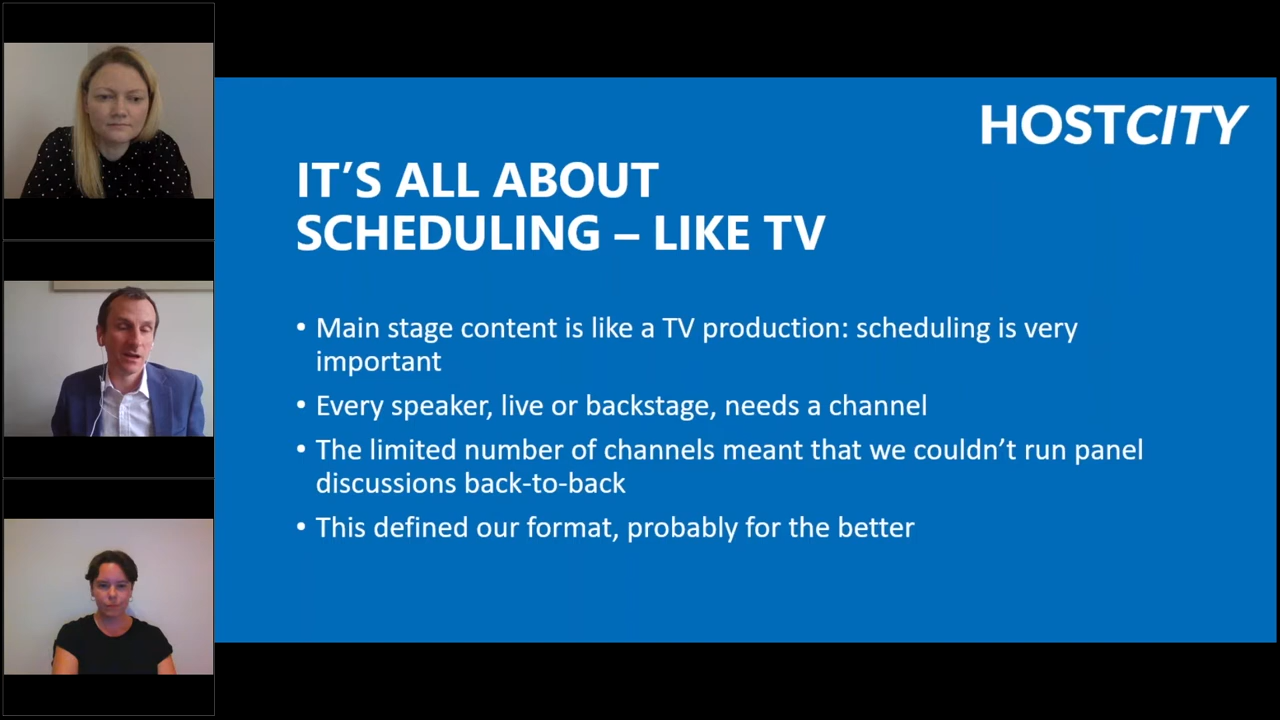 HOSTCITY
IT’S ALL ABOUT
SCHEDULING – LIKE TV
• Main stage content is like a TV production: scheduling is very
important
• Every speaker, live or backstage, needs a channel
• The limited number of channels meant that we couldn’t run panel
discussions back-to-back
• This defined our format, probably for the better